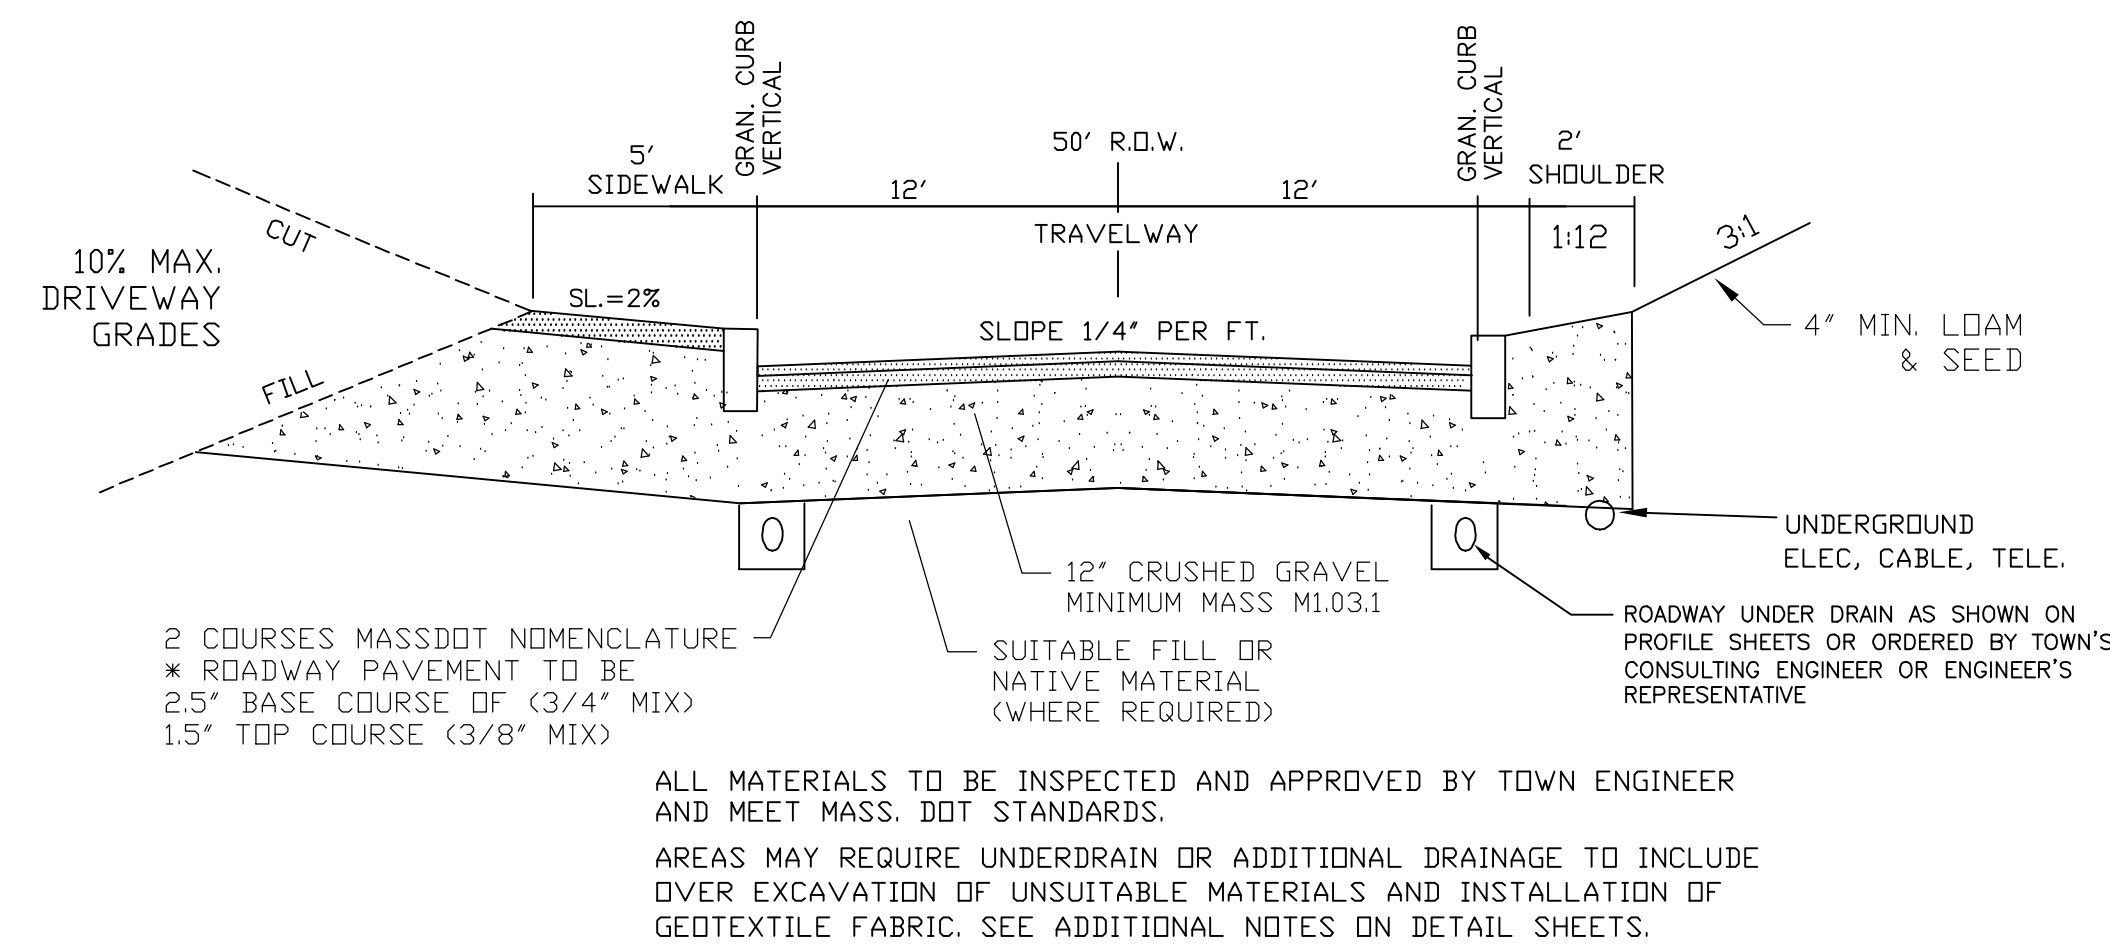 GRAN. CURB
VERTICAL
GRAN. CURB
VERTICAL
50' R.O.W.
2'
SHOULDER
5'
SIDEWALK
12'
12'
TRAVELWAY
1:12
3:1
CUT
10% MAX.
DRIVEWAY
GRADES
SL.=2%
SLOPE 1/4" PER FT.
4" MIN. LOAM
& SEED
FILL
UNDERGROUND
ELEC, CABLE, TELE.
12" CRUSHED GRAVEL
MINIMUM MASS M1.03.1
ROADWAY UNDER DRAIN AS SHOWN ON
PROFILE SHEETS OR ORDERED BY TOWN'S
CONSULTING ENGINEER OR ENGINEER'S
REPRESENTATIVE
2 COURSES MASSDOT NOMENCLATURE
* ROADWAY PAVEMENT TO BE
2.5" BASE COURSE OF (3/4" MIX)
1.5" TOP COURSE (3/8" MIX)
SUITABLE FILL OR
NATIVE MATERIAL
(WHERE REQUIRED)
ALL MATERIALS TO BE INSPECTED AND APPROVED BY TOWN ENGINEER
AND MEET MASS. DOT STANDARDS.
AREAS MAY REQUIRE UNDERDRAIN OR ADDITIONAL DRAINAGE TO INCLUDE
OVER EXCAVATION OF UNSUITABLE MATERIALS AND INSTALLATION OF
GEOTEXTILE FABRIC. SEE ADDITIONAL NOTES ON DETAIL SHEETS.